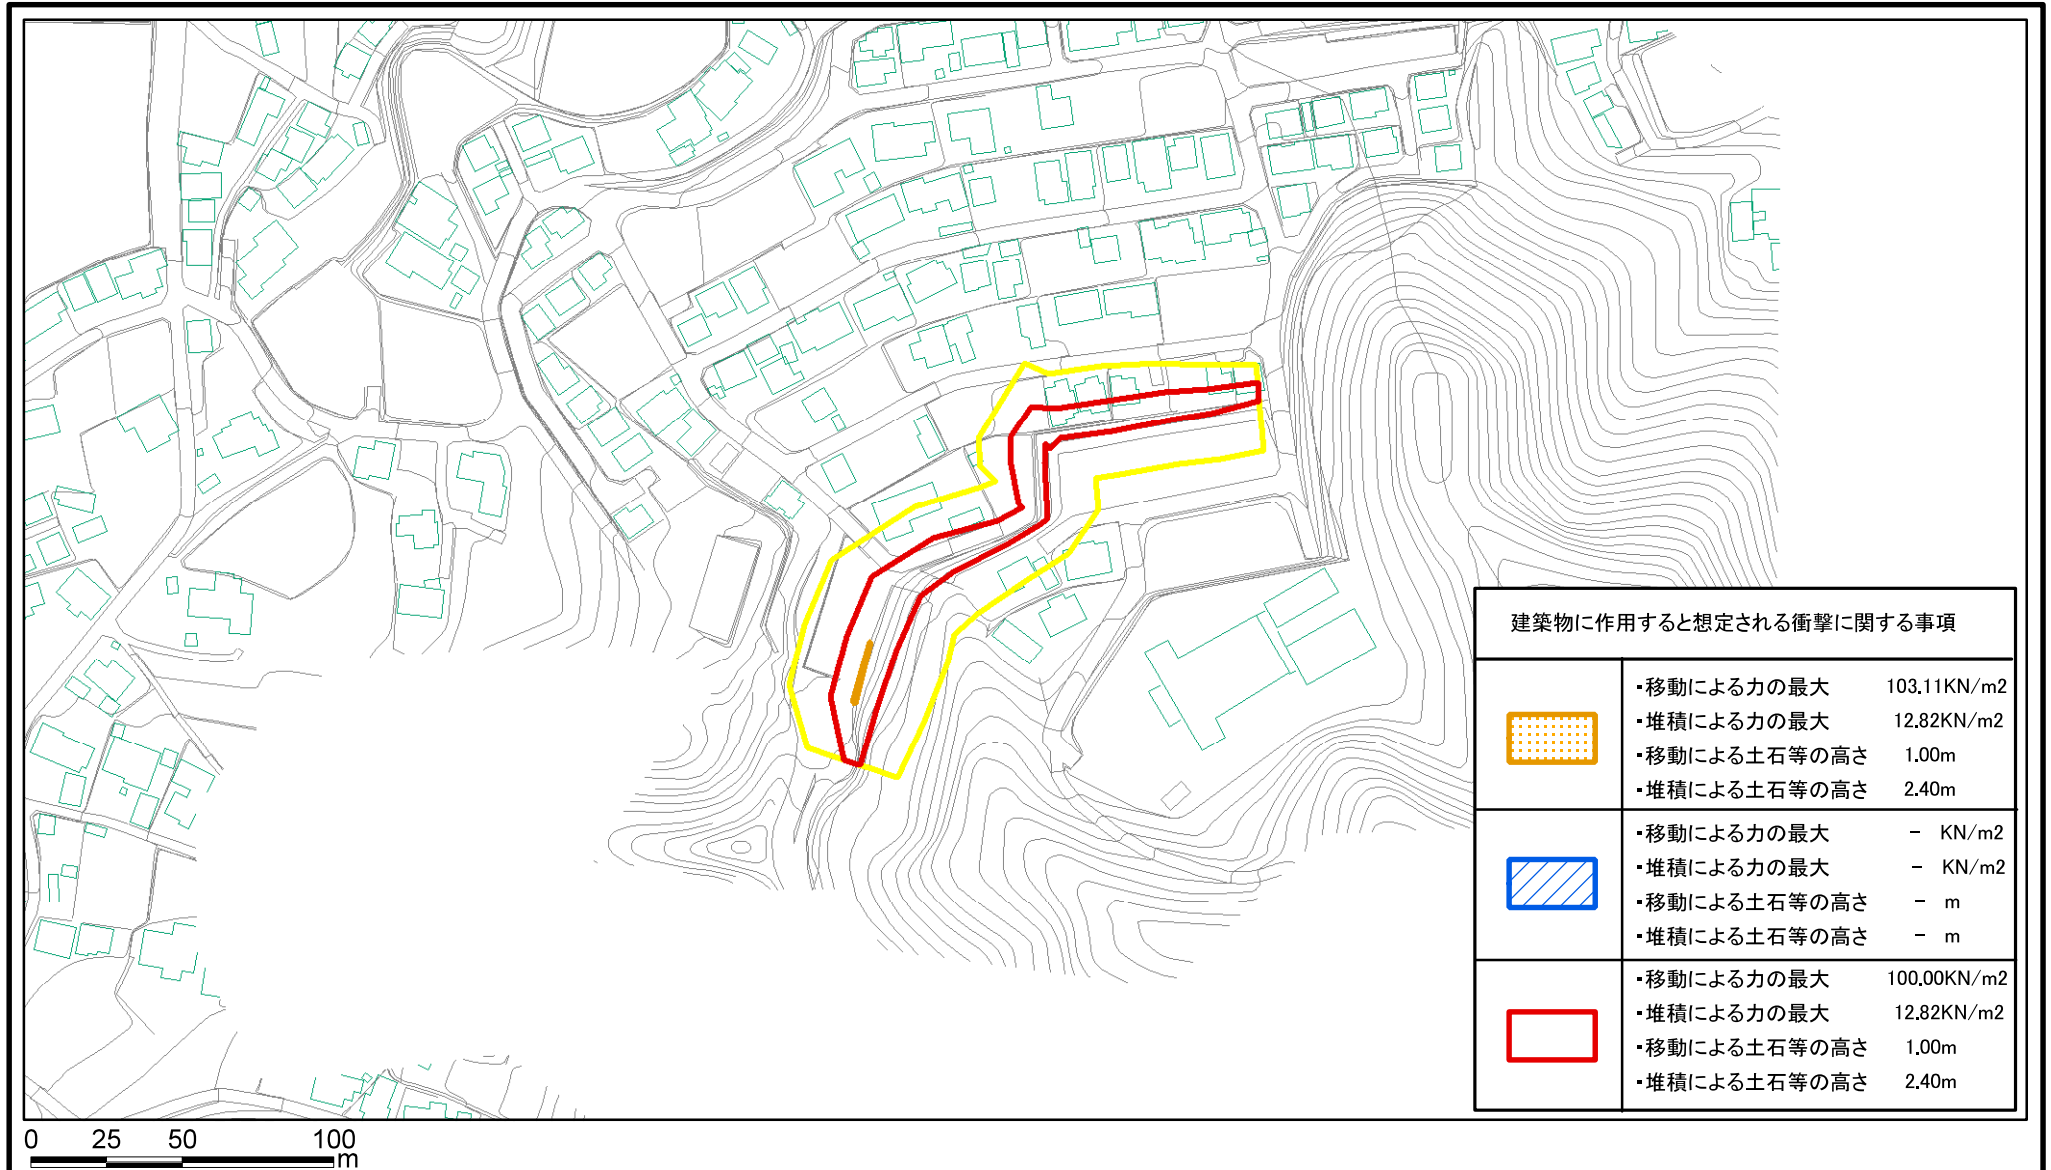 建築物に作用すると想定される衝撃に関する事項
・移動による力の最大 103.11KN/m2
・堆積による力の最大 12.82KN/m2
・移動による土石等の高さ 1.00m
・堆積による土石等の高さ 2.40m
・移動による力の最大 － KN/m2
・堆積による力の最大 － KN/m2
・移動による土石等の高さ － m
・堆積による土石等の高さ － m
・移動による力の最大 100.00KN/m2
・堆積による力の最大 12.82KN/m2
・移動による土石等の高さ 1.00m
・堆積による土石等の高さ 2.40m
0 25 50 100
m